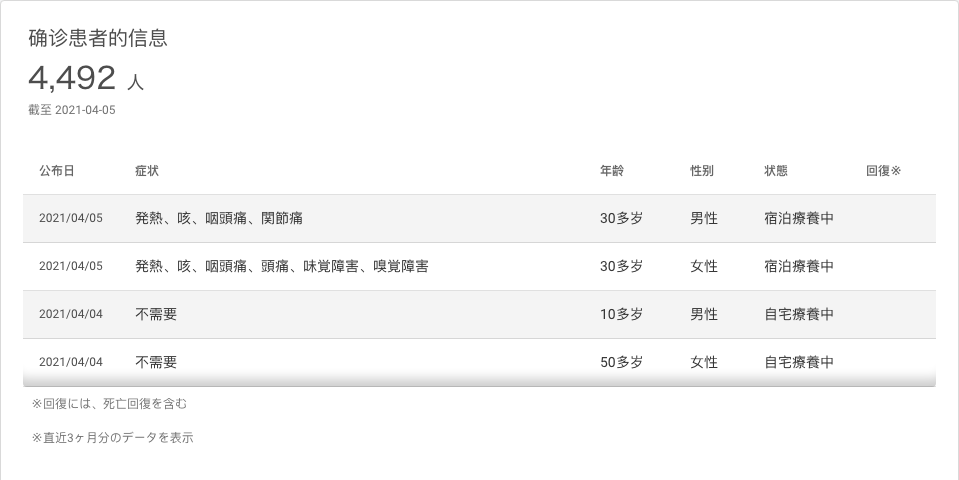 确诊患者的信息
4,492 人
截至 2021-04-05
公布日 症状 年龄 性别 状態 回復※
2021/04/05 発熱、咳、咽頭痛、関節痛 30多岁 男性 宿泊療養中
2021/04/05 発熱、咳、咽頭痛、頭痛、味覚障害、嗅覚障害 30多岁 女性 宿泊療養中
2021/04/04 不需要 10多岁 男性 自宅療養中
2021/04/04 不需要 50多岁 女性 自宅療養中
※回復には、死亡回復を含む
※直近3ヶ月分のデータを表示